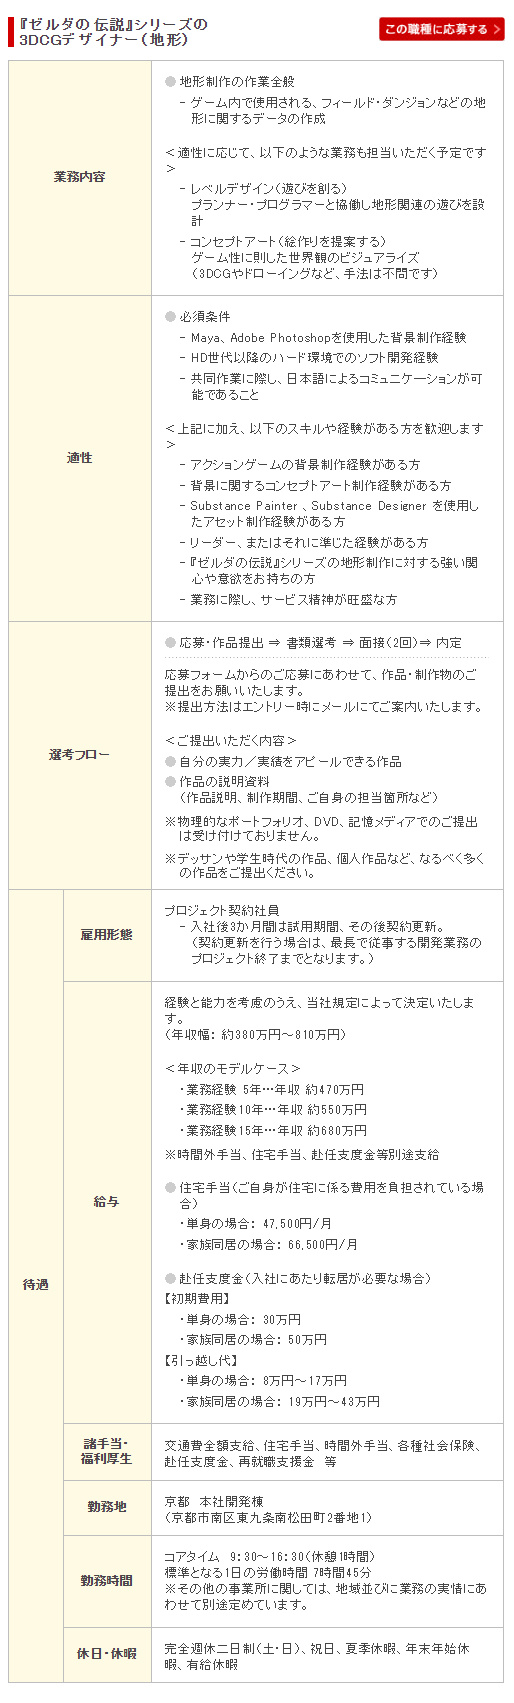 『ゼルダの伝説』シリーズの
3DCGデザイナー（地形）
この職種に応募する
業務内容
地形制作の作業全般
- ゲーム内で使用される、フィールド・ダンジョンなどの地
形に関するデータの作成
＜適性に応じて、以下のような業務も担当いただく予定です
＞
- レベルデザイン（遊びを創る）
プランナー・プログラマーと協働し地形関連の遊びを設
計
- コンセプトアート（絵作りを提案する）
ゲーム性に則した世界観のビジュアライズ
（3DCGやドローイングなど、手法は不問です）
適性
必須条件
- Maya、Adobe Photoshopを使用した背景制作経験
- HD世代以降のハード環境でのソフト開発経験
- 共同作業に際し、日本語によるコミュニケーションが可
能であること
＜上記に加え、以下のスキルや経験がある方を歓迎します
＞
- アクションゲームの背景制作経験がある方
- 背景に関するコンセプトアート制作経験がある方
- Substance Painter 、Substance Designer を使用し
たアセット制作経験がある方
- リーダー、またはそれに準じた経験がある方
- 『ゼルダの伝説』シリーズの地形制作に対する強い関
心や意欲をお持ちの方
- 業務に際し、サービス精神が旺盛な方
選考フロー
応募・作品提出 ⇒ 書類選考 ⇒ 面接（2回）⇒ 内定
応募フォームからのご応募にあわせて、作品・制作物のご
提出をお願いいたします。
※提出方法はエントリー時にメールにてご案内いたします。
＜ご提出いただく内容＞
自分の実力／実績をアピールできる作品
作品の説明資料
（作品説明、制作期間、ご自身の担当箇所など）
※物理的なポートフォリオ、DVD、記憶メディアでのご提出
は受け付けておりません。
※デッサンや学生時代の作品、個人作品など、なるべく多く
の作品をご提出ください。
待遇
雇用形態
プロジェクト契約社員
- 入社後3か月間は試用期間、その後契約更新。
（契約更新を行う場合は、最長で従事する開発業務の
プロジェクト終了までとなります。）
給与
経験と能力を考慮のうえ、当社規定によって決定いたしま
す。
（年収幅： 約380万円～810万円）
＜年収のモデルケース＞
・業務経験 5年…年収 約470万円
・業務経験10年…年収 約550万円
・業務経験15年…年収 約680万円
※時間外手当、住宅手当、赴任支度金等別途支給
住宅手当（ご自身が住宅に係る費用を負担されている場
合）
・単身の場合： 47,500円/月
・家族同居の場合： 66,500円/月
赴任支度金（入社にあたり転居が必要な場合）
【初期費用】
・単身の場合： 30万円
・家族同居の場合： 50万円
【引っ越し代】
・単身の場合： 8万円～17万円
・家族同居の場合： 19万円～43万円
諸手当・
福利厚生
交通費全額支給、住宅手当、時間外手当、各種社会保険、
赴任支度金、再就職支援金 等
勤務地
京都 本社開発棟
（京都市南区東九条南松田町2番地1）
勤務時間
コアタイム 9：30～16：30（休憩1時間）
標準となる1日の労働時間 7時間45分
※その他の事業所に関しては、地域並びに業務の実情にあ
わせて別途定めています。
休日・休暇
完全週休二日制（土・日）、祝日、夏季休暇、年末年始休
暇、有給休暇